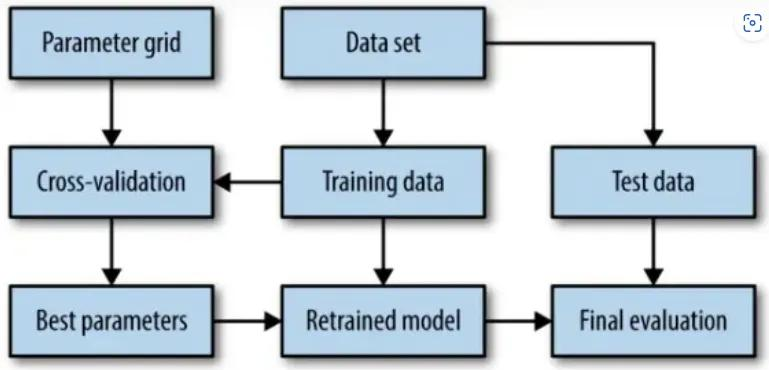 Parameter grid
Data set
Cross-validation
Training data
Test data
Best parameters
Retrained model
Final evaluation